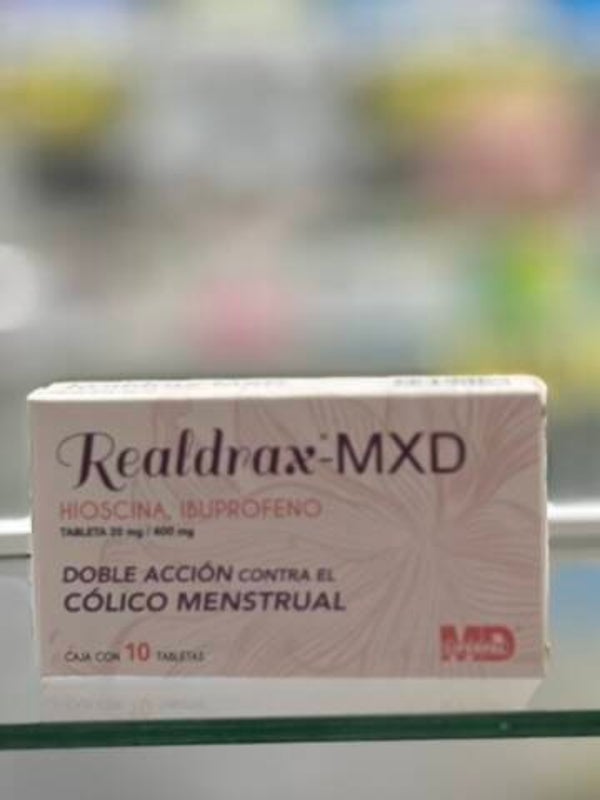 Realdrax®-MXD
HIOSCINA, IBUPROFENO
TABLETA 20 mg / 400 mg
DOBLE ACCIÓN CONTRA EL
CÓLICO MENSTRUAL
CAJA CON 10 TABLETAS
MD